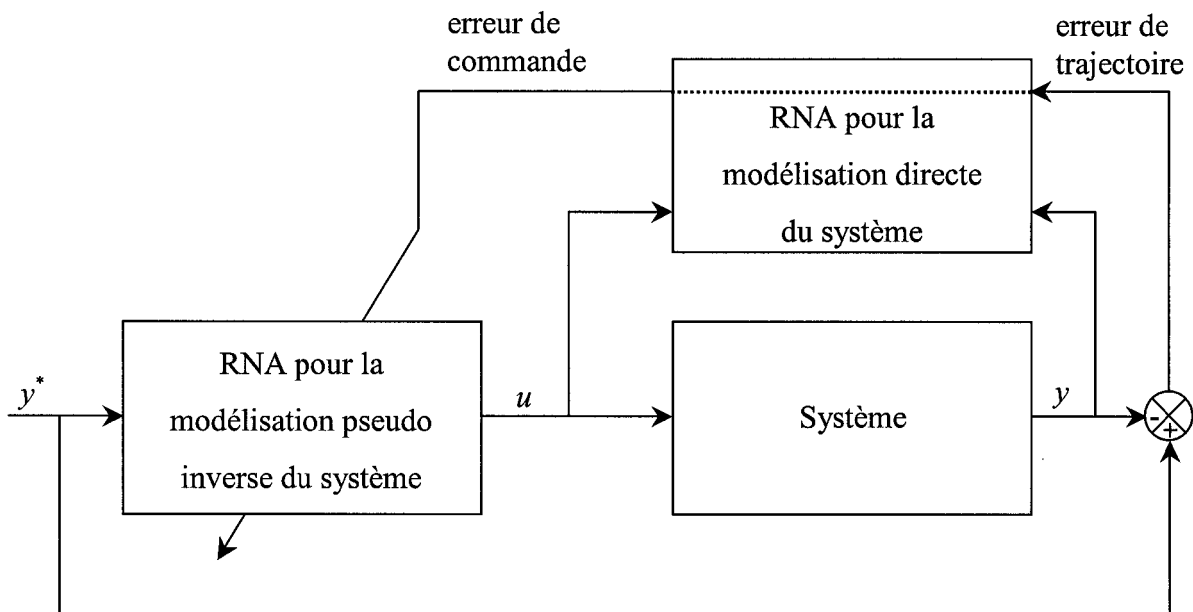 erreur de
commande
erreur de
trajectoire
RNA pour la
modélisation directe
du système
RNA pour la
modélisation pseudo
inverse du système
y*
u
Système
y
-
+